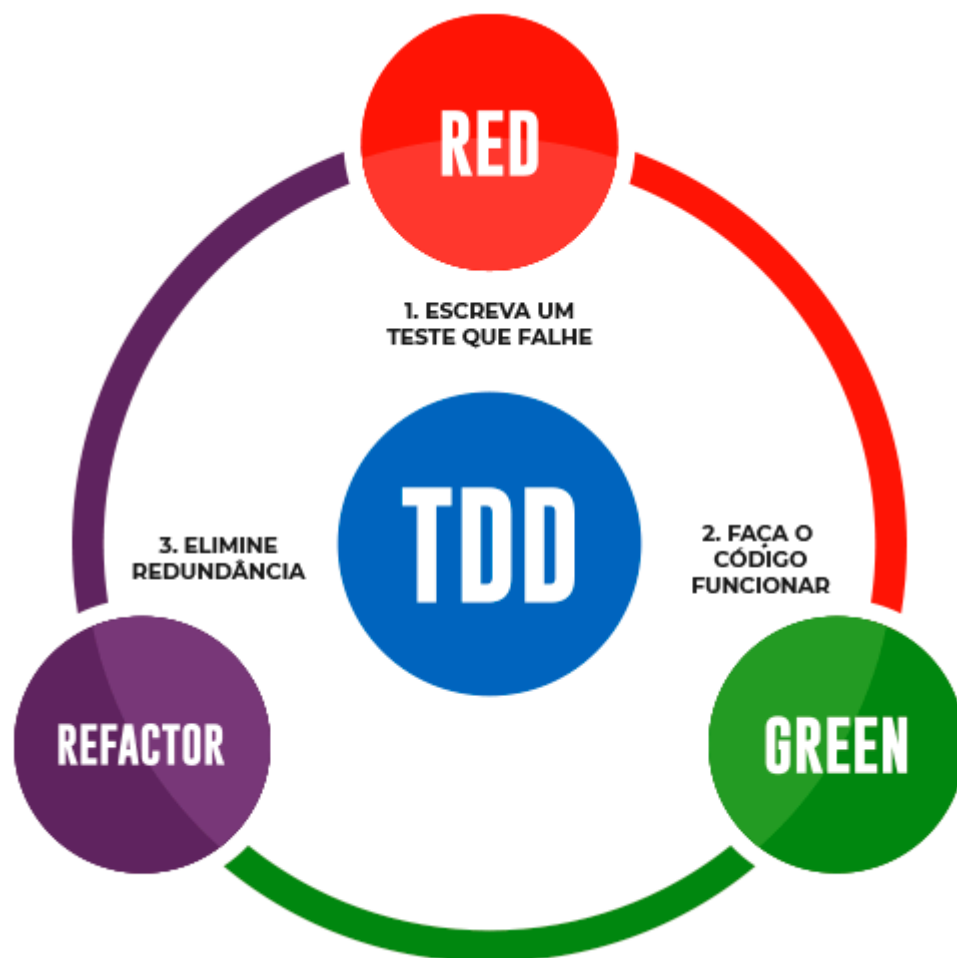 RED
1. ESCREVA UM
TESTE QUE FALHE
TDD
2. FAÇA O
CÓDIGO
FUNCIONAR
3. ELIMINE
REDUNDÂNCIA
REFACTOR
GREEN